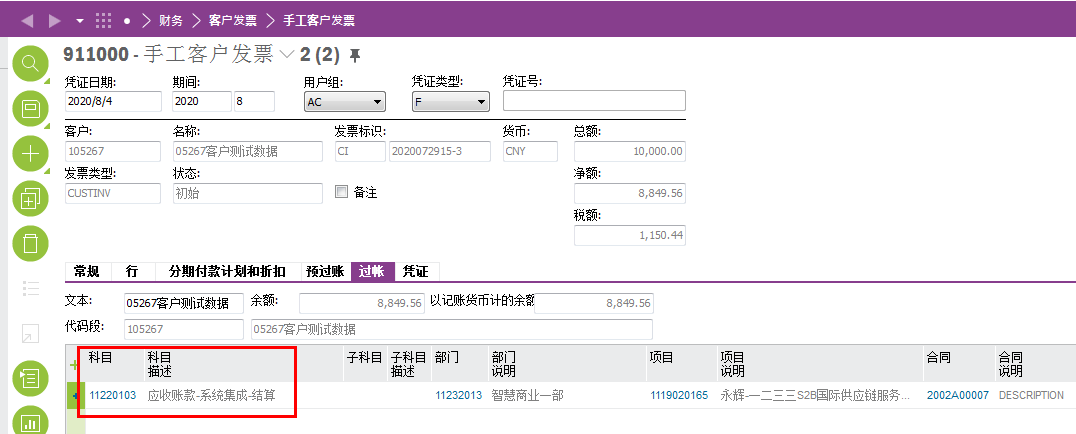 财务 客户发票 手工客户发票
911000 - 手工客户发票 2 (2)
凭证日期: 期间: 用户组: 凭证类型: 凭证号:
2020/8/4 2020 8 AC F
客户: 名称: 发票标识: 货币: 总额:
105267 05267客户测试数据 CI 2020072915-3 CNY 10,000.00
发票类型: 状态: 净额:
CUSTINV 初始 备注 8,849.56
税额:
1,150.44
常规 行 分期付款计划和折扣 预过账 过帐 凭证
文本: 05267客户测试数据 余额: 8,849.56 以记账货币计的余额 8,849.56
代码段: 105267 05267客户测试数据
科目 科目 子科目 子科目 部门 部门 项目 项目 合同 合同
描述 描述 说明 说明 说明
11220103 应收账款-系统集成-结算 11232013 智慧商业一部 1119020165 永辉-一二三三S2B国际供应链服务... 2002A00007 DESCRIPTION